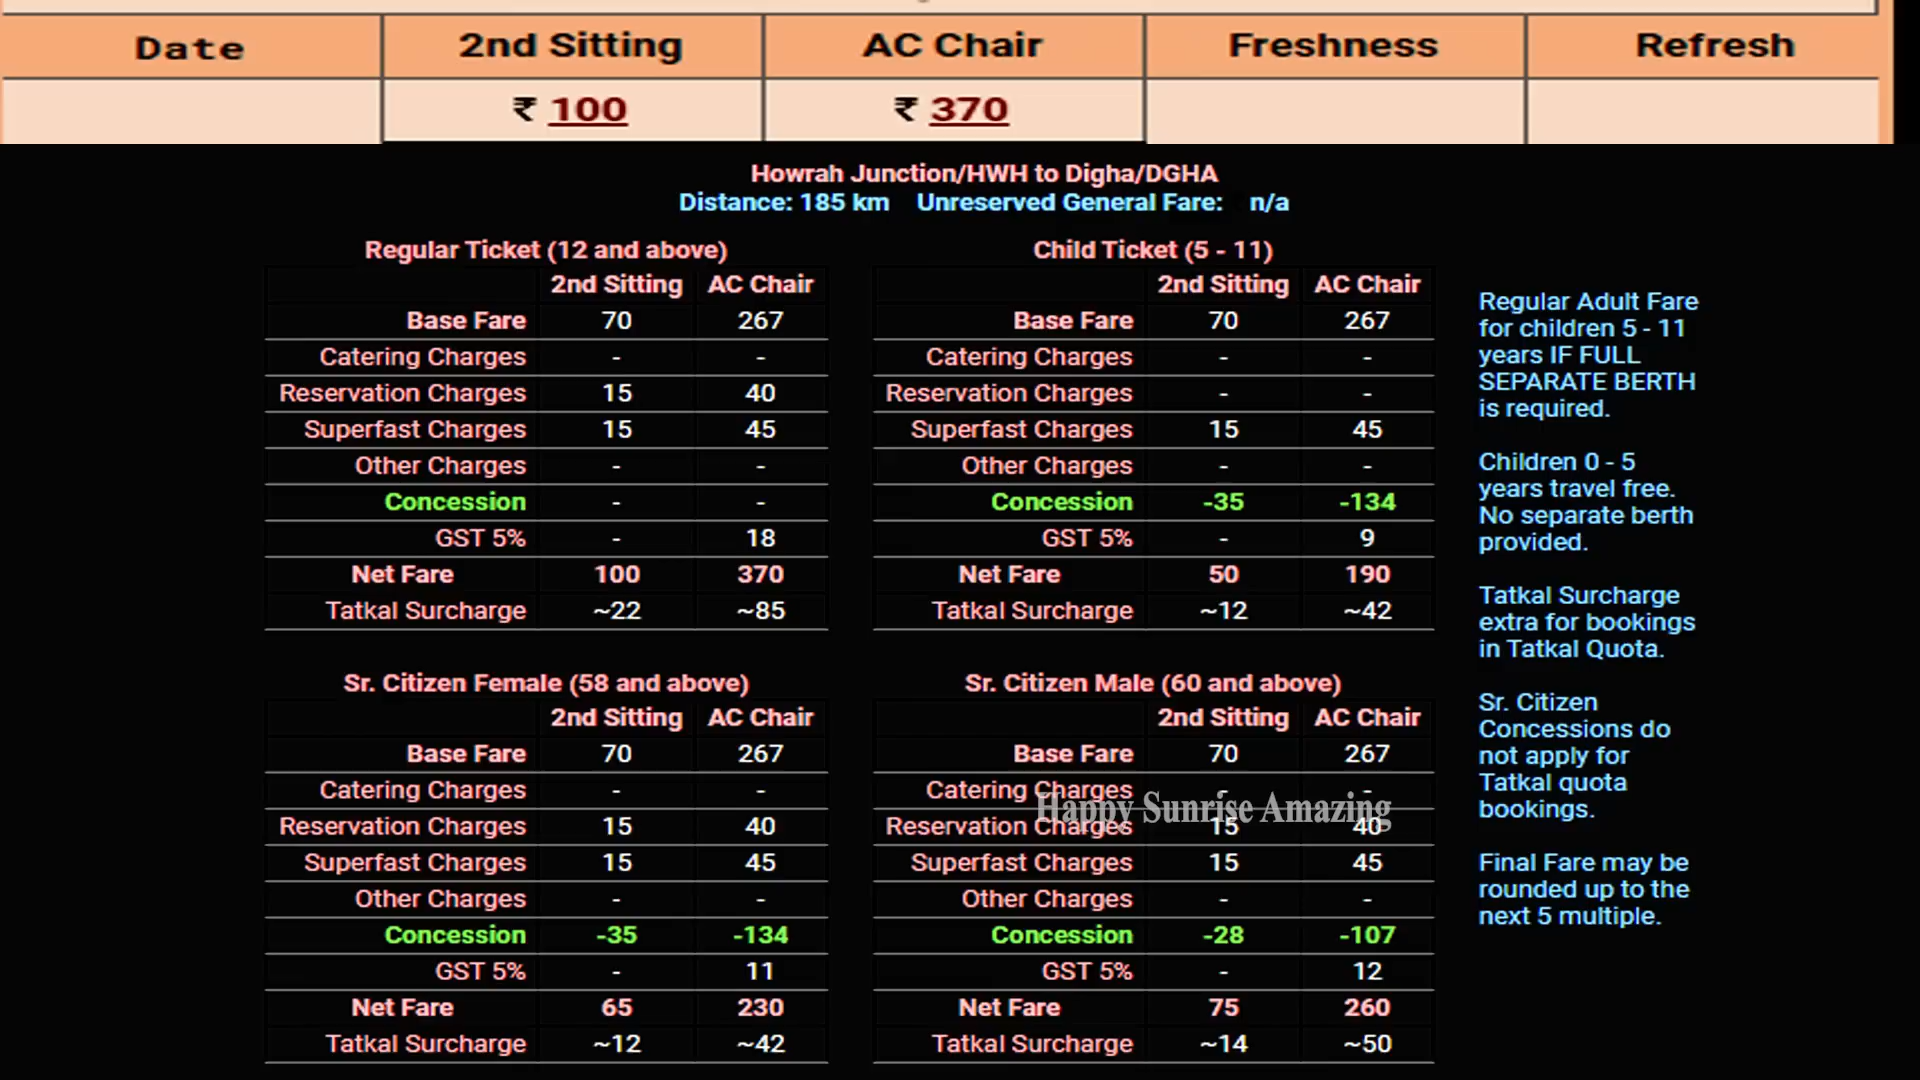 Date 2nd Sitting AC Chair Freshness Refresh
₹ 100 ₹ 370
Howrah Junction/HWH to Digha/DGHA
Distance: 185 km Unreserved General Fare: n/a
Regular Ticket (12 and above)
2nd Sitting AC Chair
Base Fare 70 267
Catering Charges - -
Reservation Charges 15 40
Superfast Charges 15 45
Other Charges - -
Concession - -
GST 5% - 18
Net Fare 100 370
Tatkal Surcharge ~22 ~85
Child Ticket (5 - 11)
2nd Sitting AC Chair
Base Fare 70 267
Catering Charges - -
Reservation Charges - -
Superfast Charges 15 45
Other Charges - -
Concession -35 -134
GST 5% - 9
Net Fare 50 190
Tatkal Surcharge ~12 ~42
Sr. Citizen Female (58 and above)
2nd Sitting AC Chair
Base Fare 70 267
Catering Charges - -
Reservation Charges 15 40
Superfast Charges 15 45
Other Charges - -
Concession -35 -134
GST 5% - 11
Net Fare 65 230
Tatkal Surcharge ~12 ~42
Sr. Citizen Male (60 and above)
2nd Sitting AC Chair
Base Fare 70 267
Catering Charges - -
Happy Sunrise Amazing
Reservation Charges 15 40
Superfast Charges 15 45
Other Charges - -
Concession -28 -107
GST 5% - 12
Net Fare 75 260
Tatkal Surcharge ~14 ~50
Regular Adult Fare
for children 5 - 11
years IF FULL
SEPARATE BERTH
is required.
Children 0 - 5
years travel free.
No separate berth
provided.
Tatkal Surcharge
extra for bookings
in Tatkal Quota.
Sr. Citizen
Concessions do
not apply for
Tatkal quota
bookings.
Final Fare may be
rounded up to the
next 5 multiple.